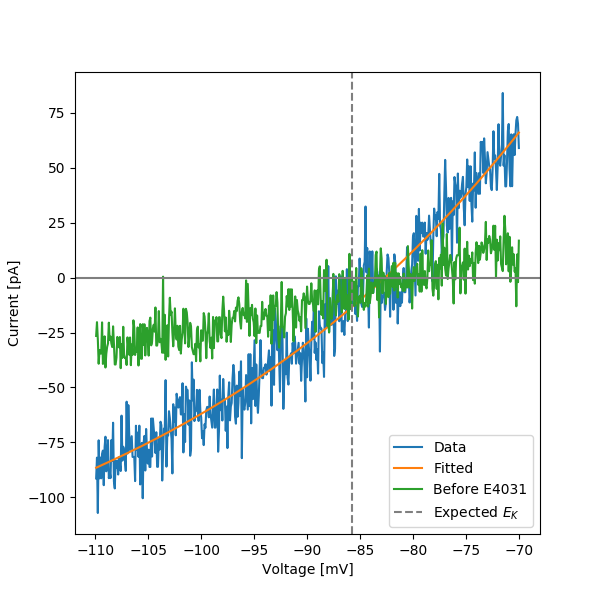 75
50
25
0
−25
−50
−75
−100
Current [pA]
Data
Fitted
Before E4031
Expected E_K
−110 −105 −100 −95 −90 −85 −80 −75 −70
Voltage [mV]